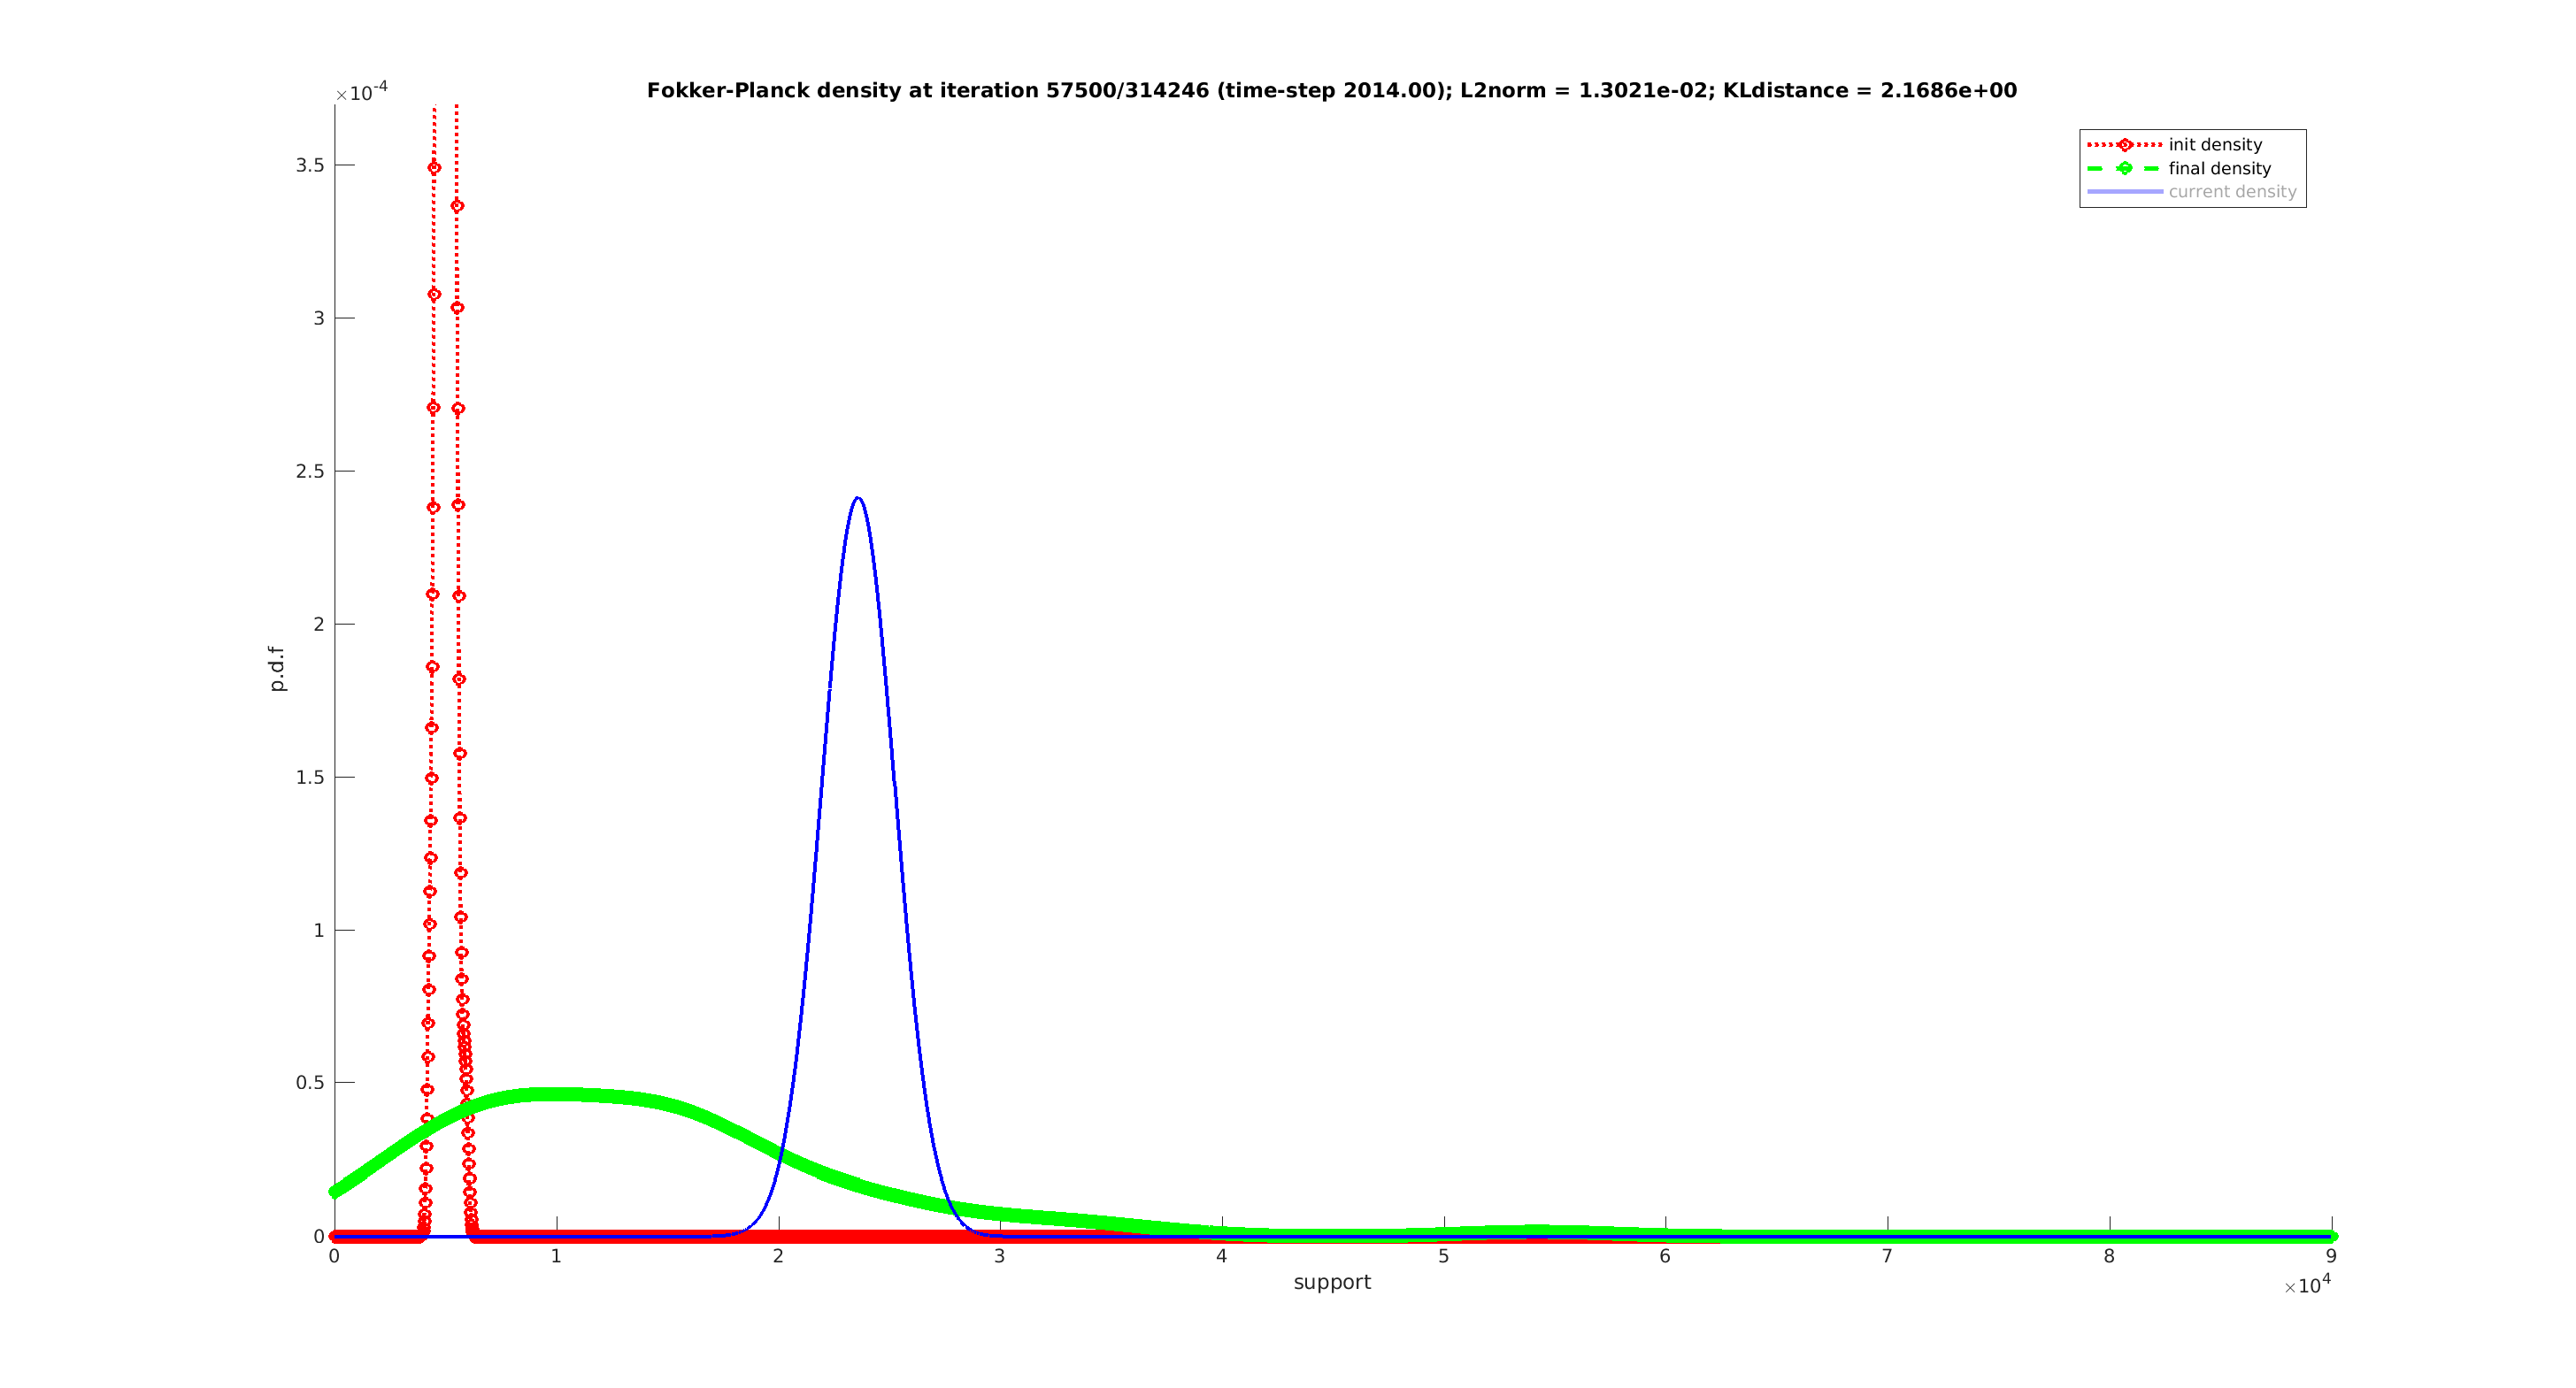 Fokker-Planck density at iteration 57500/314246 (time-step 2014.00); L2norm = 1.3021e-02; KLdistance = 2.1686e+00
×10-4
init density
final density
current density
3.5
3
2.5
2
p.d.f
1.5
1
0.5
0
0 1 2 3 4 5 6 7 8 9
support
×104